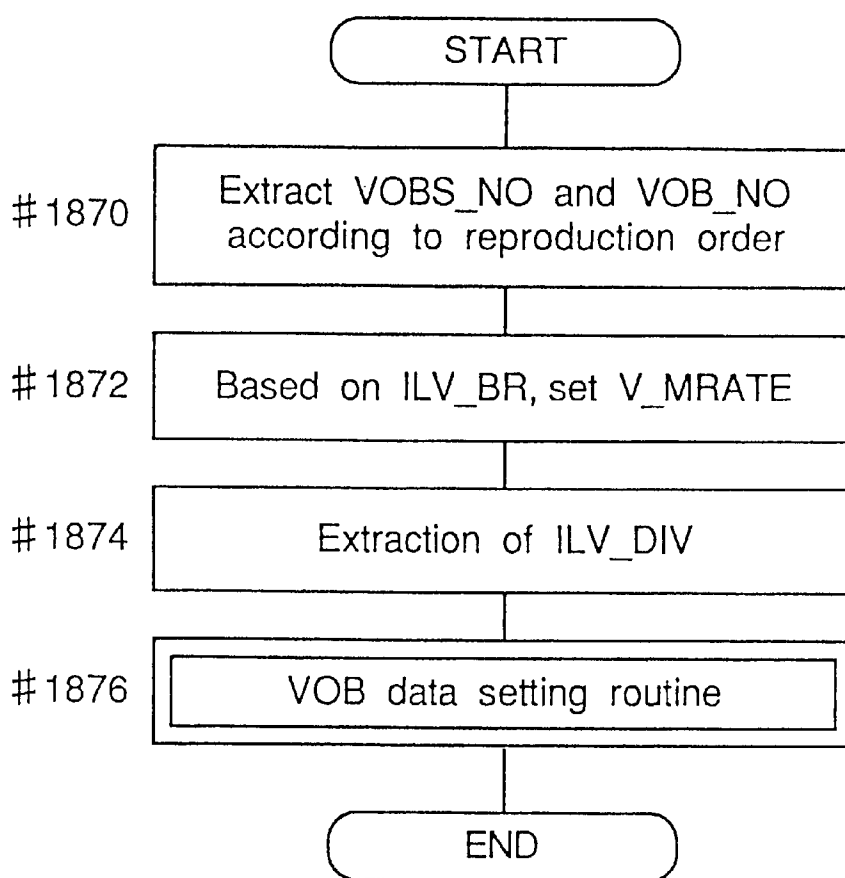 START
#1870
Extract VOBS_NO and VOB_NO
according to reproduction order
#1872
Based on ILV_BR, set V_MRATE
#1874
Extraction of ILV_DIV
#1876
VOB data setting routine
END